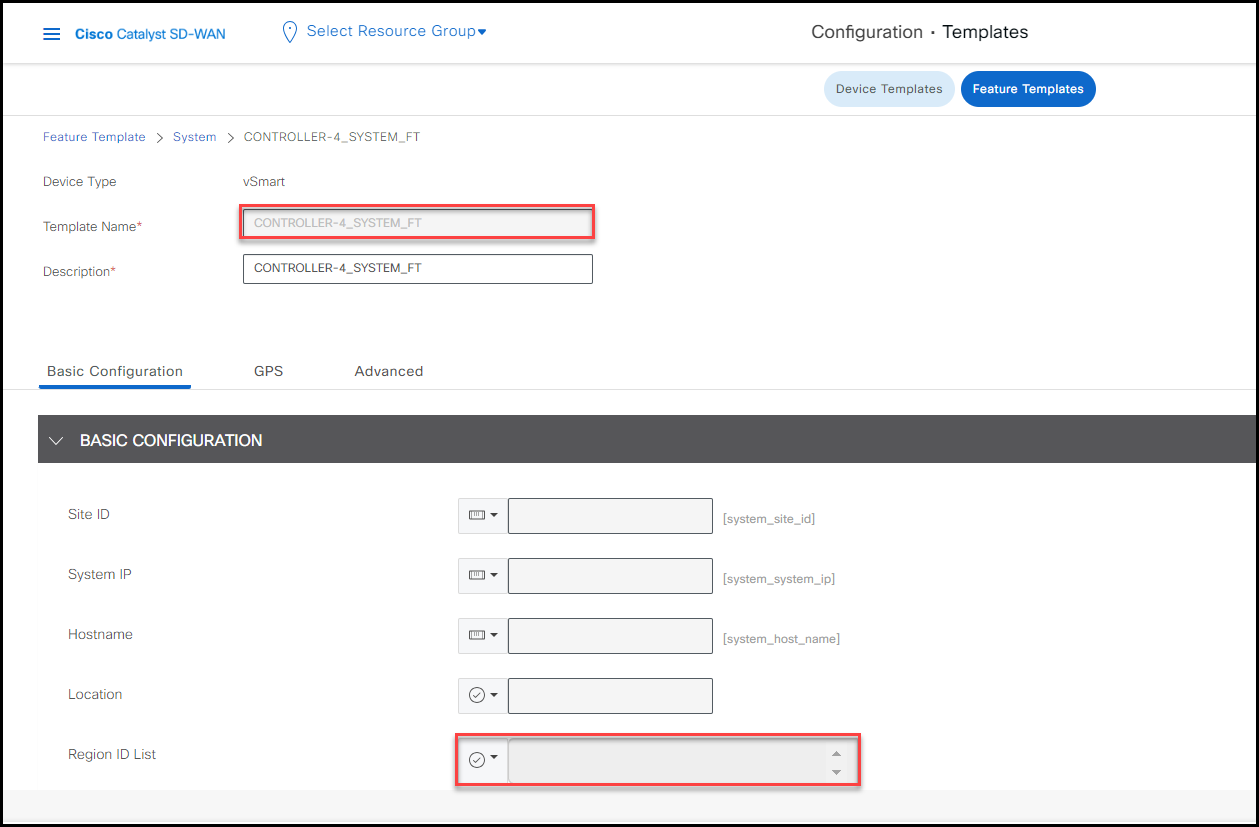 Cisco Catalyst SD-WAN Select Resource Group Configuration · Templates
Device Templates Feature Templates
Feature Template > System > CONTROLLER-4_SYSTEM_FT
Device Type vSmart
Template Name* CONTROLLER-4_SYSTEM_FT
Description* CONTROLLER-4_SYSTEM_FT
Basic Configuration GPS Advanced
BASIC CONFIGURATION
Site ID [system_site_id]
System IP [system_system_ip]
Hostname [system_host_name]
Location
Region ID List